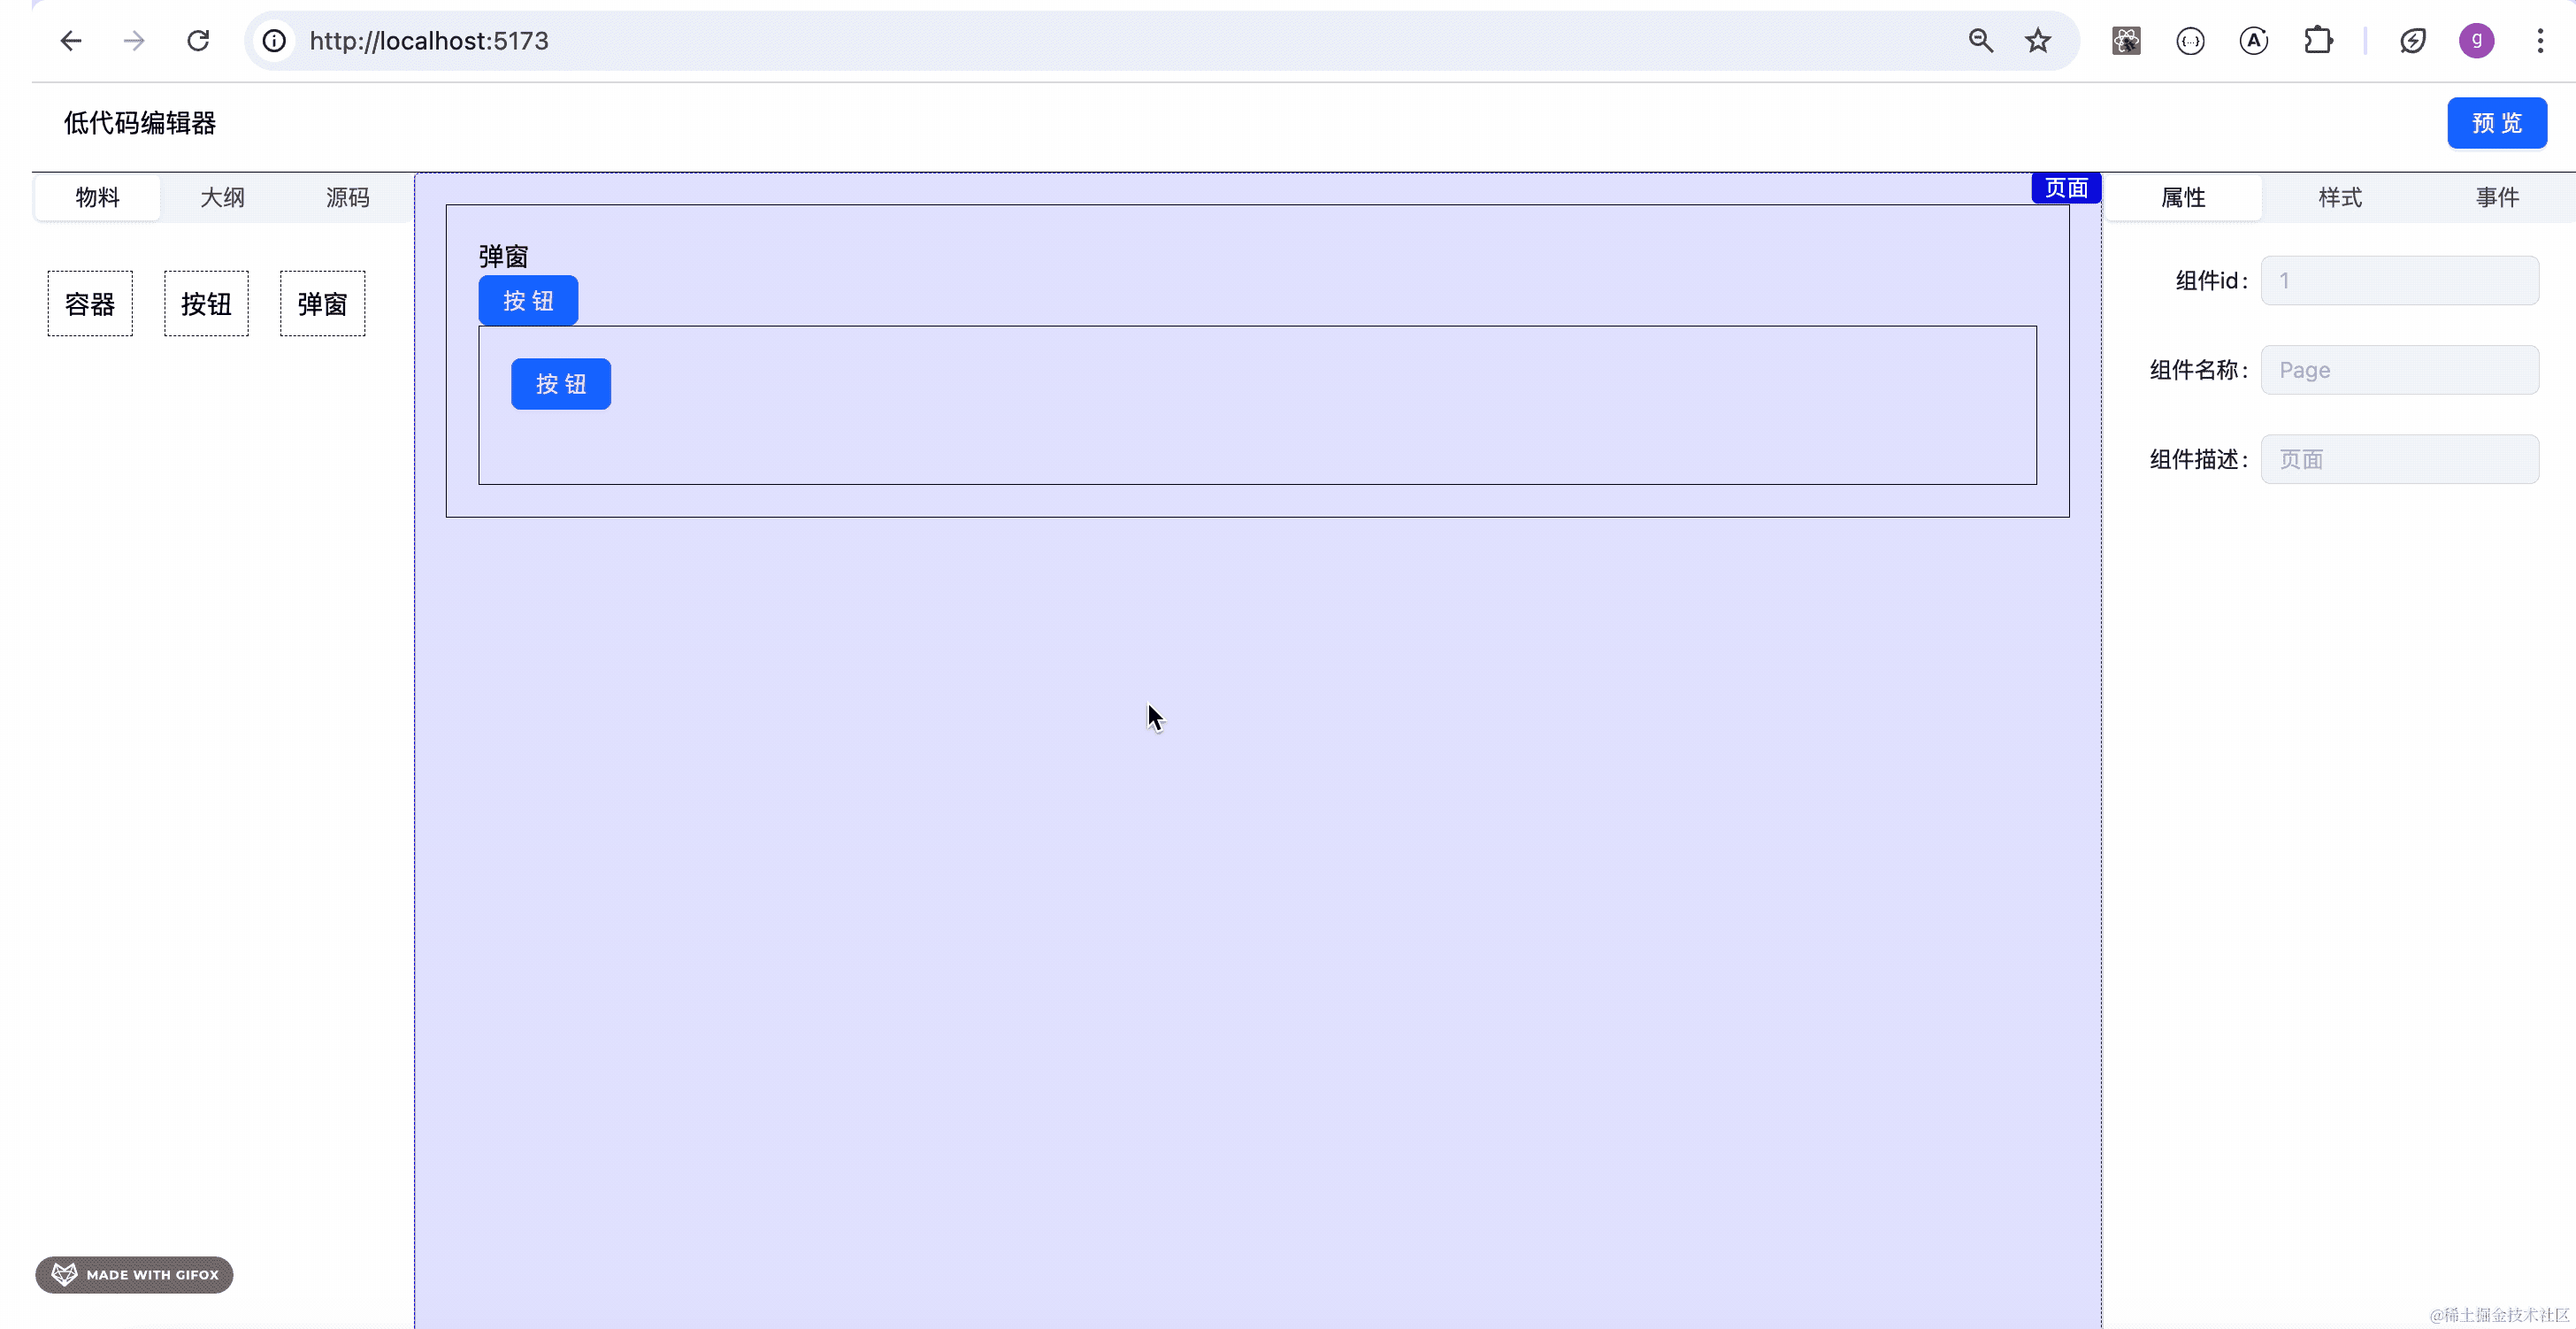 http://localhost:5173
g
低代码编辑器
预 览
物料 大纲 源码
页面
属性 样式 事件
容器 按钮 弹窗
弹窗
按 钮
按 钮
组件id: 1
组件名称: Page
组件描述: 页面
MADE WITH GIFOX
@稀土掘金技术社区